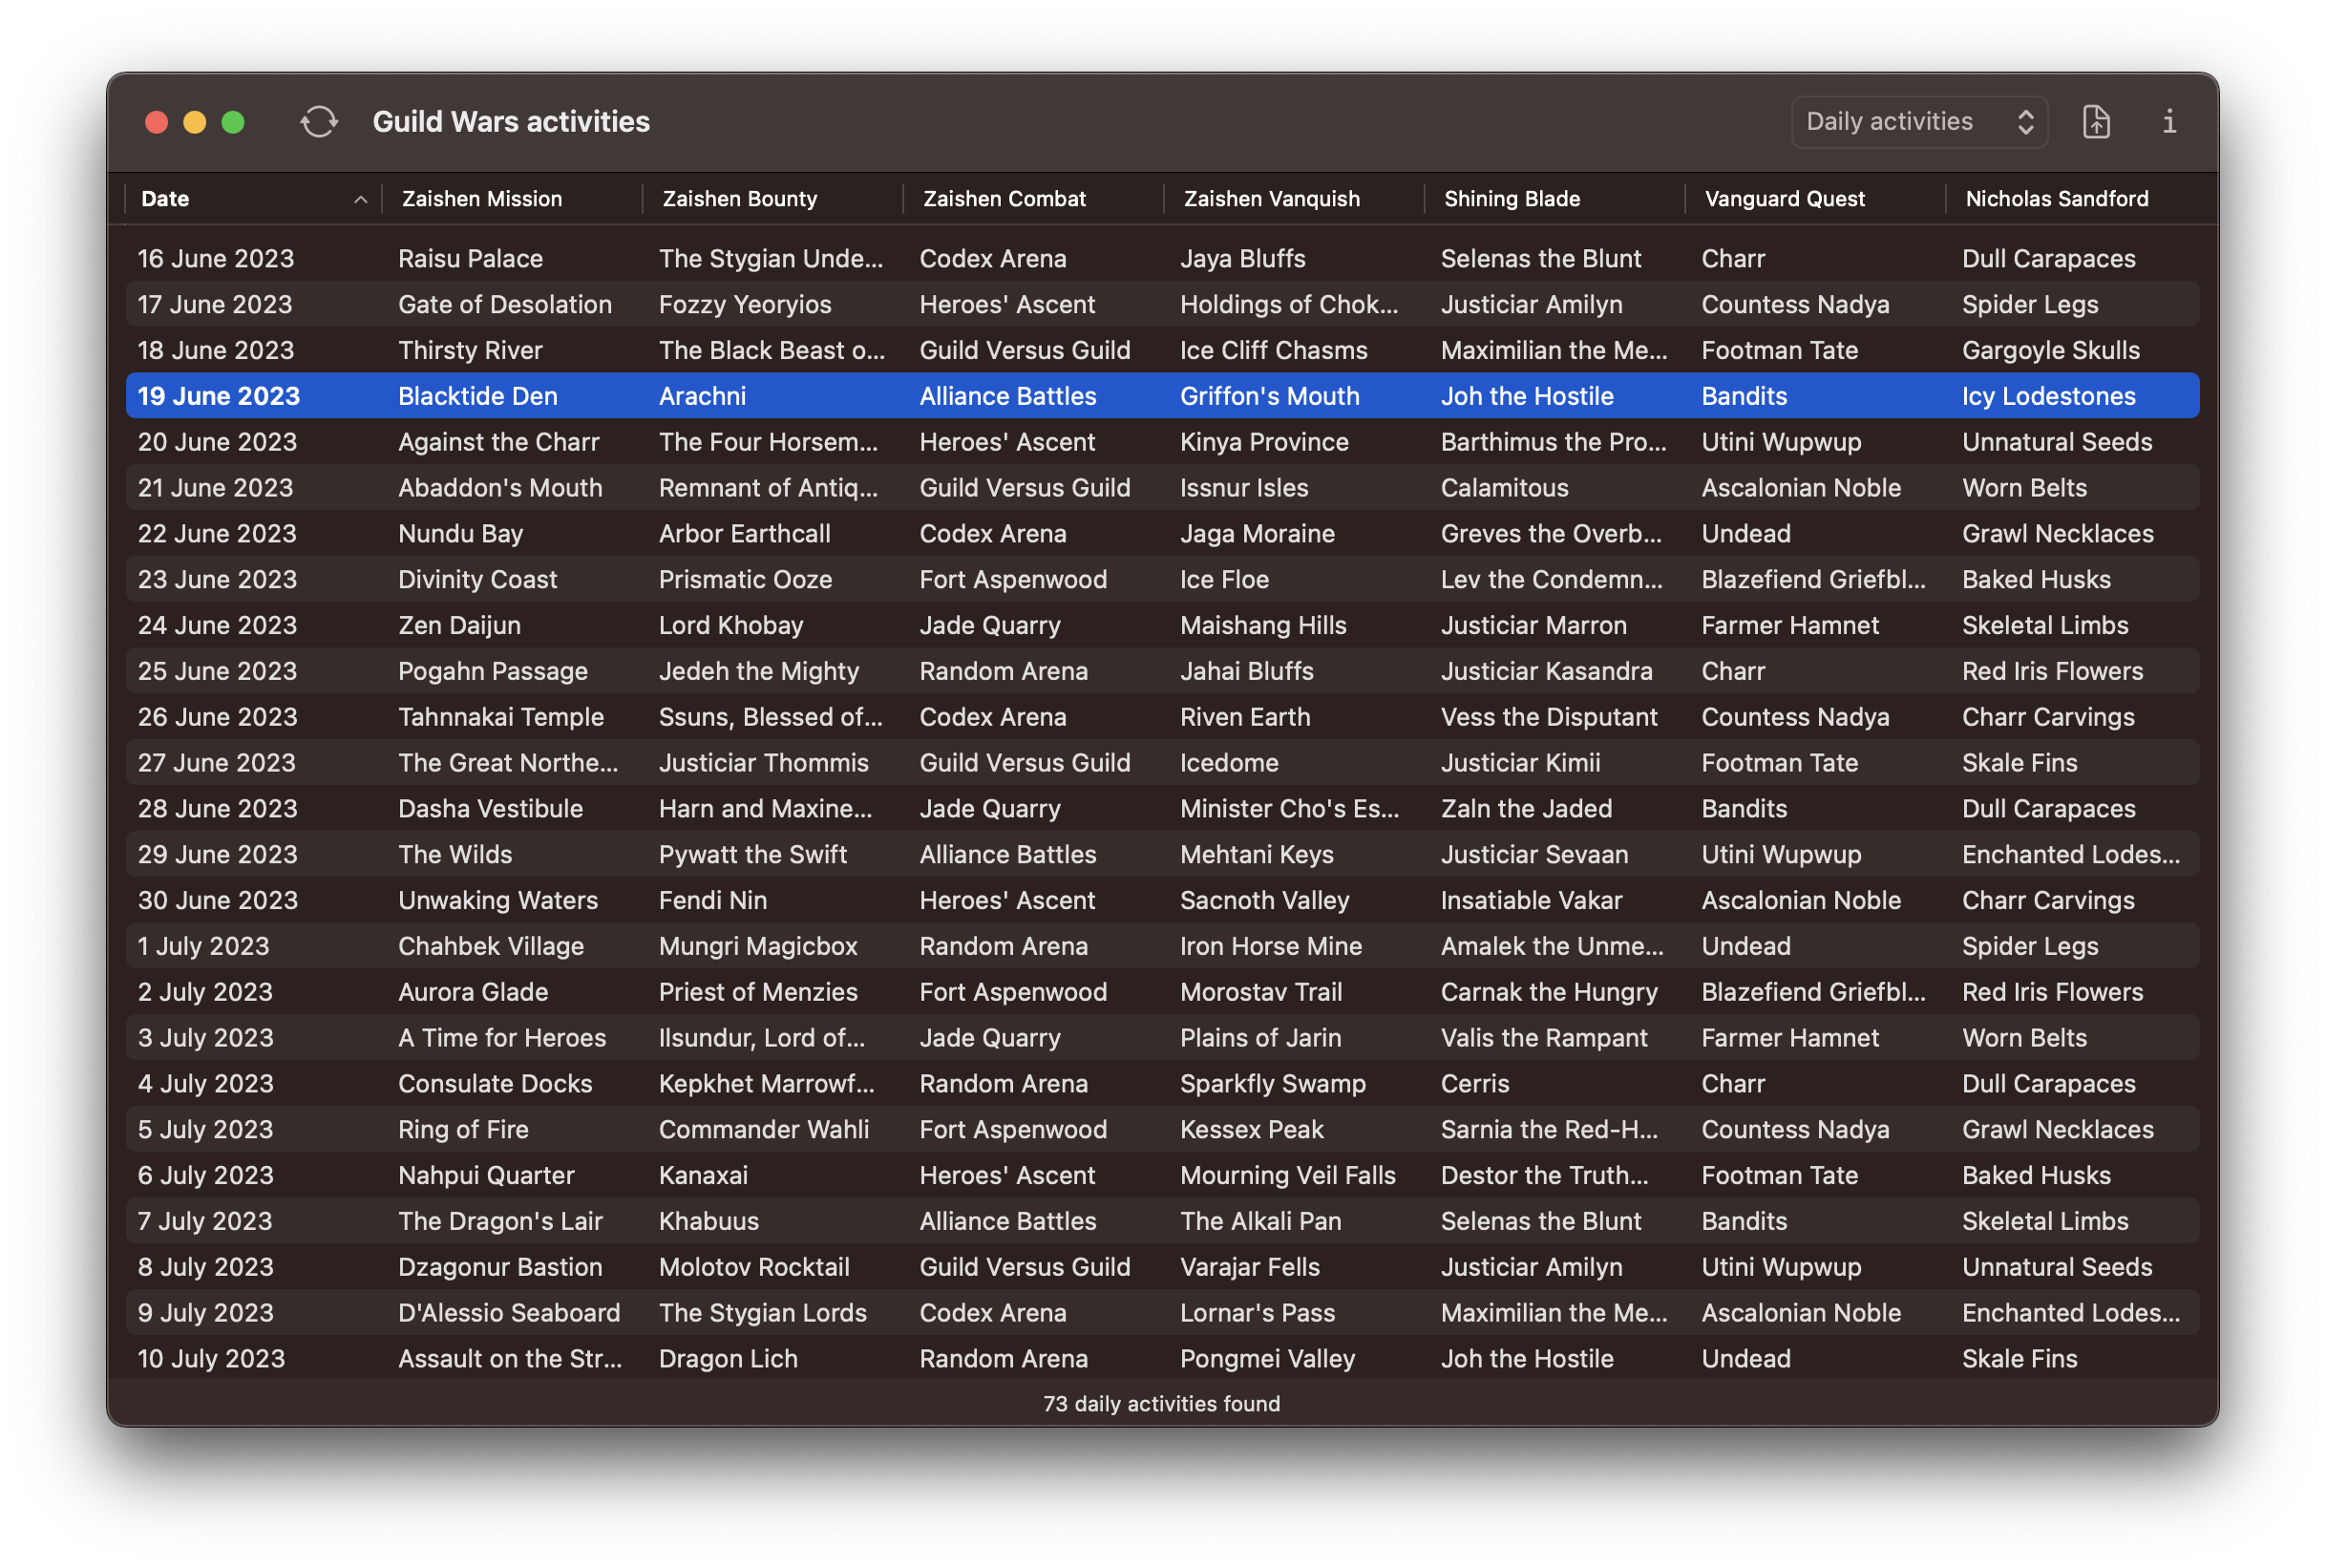 Guild Wars activities Daily activities
Date Zaishen Mission Zaishen Bounty Zaishen Combat Zaishen Vanquish Shining Blade Vanguard Quest Nicholas Sandford
16 June 2023 Raisu Palace The Stygian Unde... Codex Arena Jaya Bluffs Selenas the Blunt Charr Dull Carapaces
17 June 2023 Gate of Desolation Fozzy Yeoryios Heroes' Ascent Holdings of Chok... Justiciar Amilyn Countess Nadya Spider Legs
18 June 2023 Thirsty River The Black Beast o... Guild Versus Guild Ice Cliff Chasms Maximilian the Me... Footman Tate Gargoyle Skulls
19 June 2023 Blacktide Den Arachni Alliance Battles Griffon's Mouth Joh the Hostile Bandits Icy Lodestones
20 June 2023 Against the Charr The Four Horsem... Heroes' Ascent Kinya Province Barthimus the Pro... Utini Wupwup Unnatural Seeds
21 June 2023 Abaddon's Mouth Remnant of Antiq... Guild Versus Guild Issnur Isles Calamitous Ascalonian Noble Worn Belts
22 June 2023 Nundu Bay Arbor Earthcall Codex Arena Jaga Moraine Greves the Overb... Undead Grawl Necklaces
23 June 2023 Divinity Coast Prismatic Ooze Fort Aspenwood Ice Floe Lev the Condemn... Blazefiend Griefbl... Baked Husks
24 June 2023 Zen Daijun Lord Khobay Jade Quarry Maishang Hills Justiciar Marron Farmer Hamnet Skeletal Limbs
25 June 2023 Pogahn Passage Jedeh the Mighty Random Arena Jahai Bluffs Justiciar Kasandra Charr Red Iris Flowers
26 June 2023 Tahnnakai Temple Ssuns, Blessed of... Codex Arena Riven Earth Vess the Disputant Countess Nadya Charr Carvings
27 June 2023 The Great Northe... Justiciar Thommis Guild Versus Guild Icedome Justiciar Kimii Footman Tate Skale Fins
28 June 2023 Dasha Vestibule Harn and Maxine... Jade Quarry Minister Cho's Es... Zaln the Jaded Bandits Dull Carapaces
29 June 2023 The Wilds Pywatt the Swift Alliance Battles Mehtani Keys Justiciar Sevaan Utini Wupwup Enchanted Lodes...
30 June 2023 Unwaking Waters Fendi Nin Heroes' Ascent Sacnoth Valley Insatiable Vakar Ascalonian Noble Charr Carvings
1 July 2023 Chahbek Village Mungri Magicbox Random Arena Iron Horse Mine Amalek the Unme... Undead Spider Legs
2 July 2023 Aurora Glade Priest of Menzies Fort Aspenwood Morostav Trail Carnak the Hungry Blazefiend Griefbl... Red Iris Flowers
3 July 2023 A Time for Heroes Ilsundur, Lord of... Jade Quarry Plains of Jarin Valis the Rampant Farmer Hamnet Worn Belts
4 July 2023 Consulate Docks Kepkhet Marrowf... Random Arena Sparkfly Swamp Cerris Charr Dull Carapaces
5 July 2023 Ring of Fire Commander Wahli Fort Aspenwood Kessex Peak Sarnia the Red-H... Countess Nadya Grawl Necklaces
6 July 2023 Nahpui Quarter Kanaxai Heroes' Ascent Mourning Veil Falls Destor the Truth... Footman Tate Baked Husks
7 July 2023 The Dragon's Lair Khabuus Alliance Battles The Alkali Pan Selenas the Blunt Bandits Skeletal Limbs
8 July 2023 Dzagonur Bastion Molotov Rocktail Guild Versus Guild Varajar Fells Justiciar Amilyn Utini Wupwup Unnatural Seeds
9 July 2023 D'Alessio Seaboard The Stygian Lords Codex Arena Lornar's Pass Maximilian the Me... Ascalonian Noble Enchanted Lodes...
10 July 2023 Assault on the Str... Dragon Lich Random Arena Pongmei Valley Joh the Hostile Undead Skale Fins
73 daily activities found